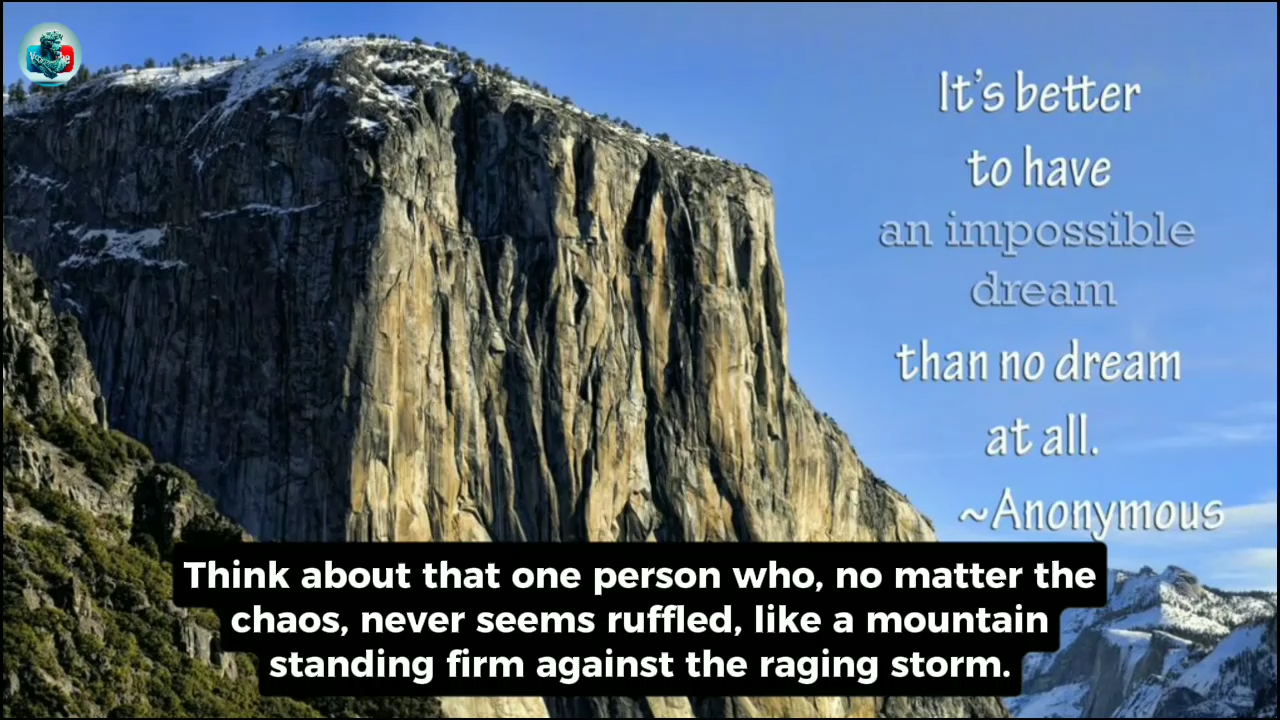 It's better
to have
an impossible
dream
than no dream
at all.
~Anonymous
Think about that one person who, no matter the
chaos, never seems ruffled, like a mountain
standing firm against the raging storm.